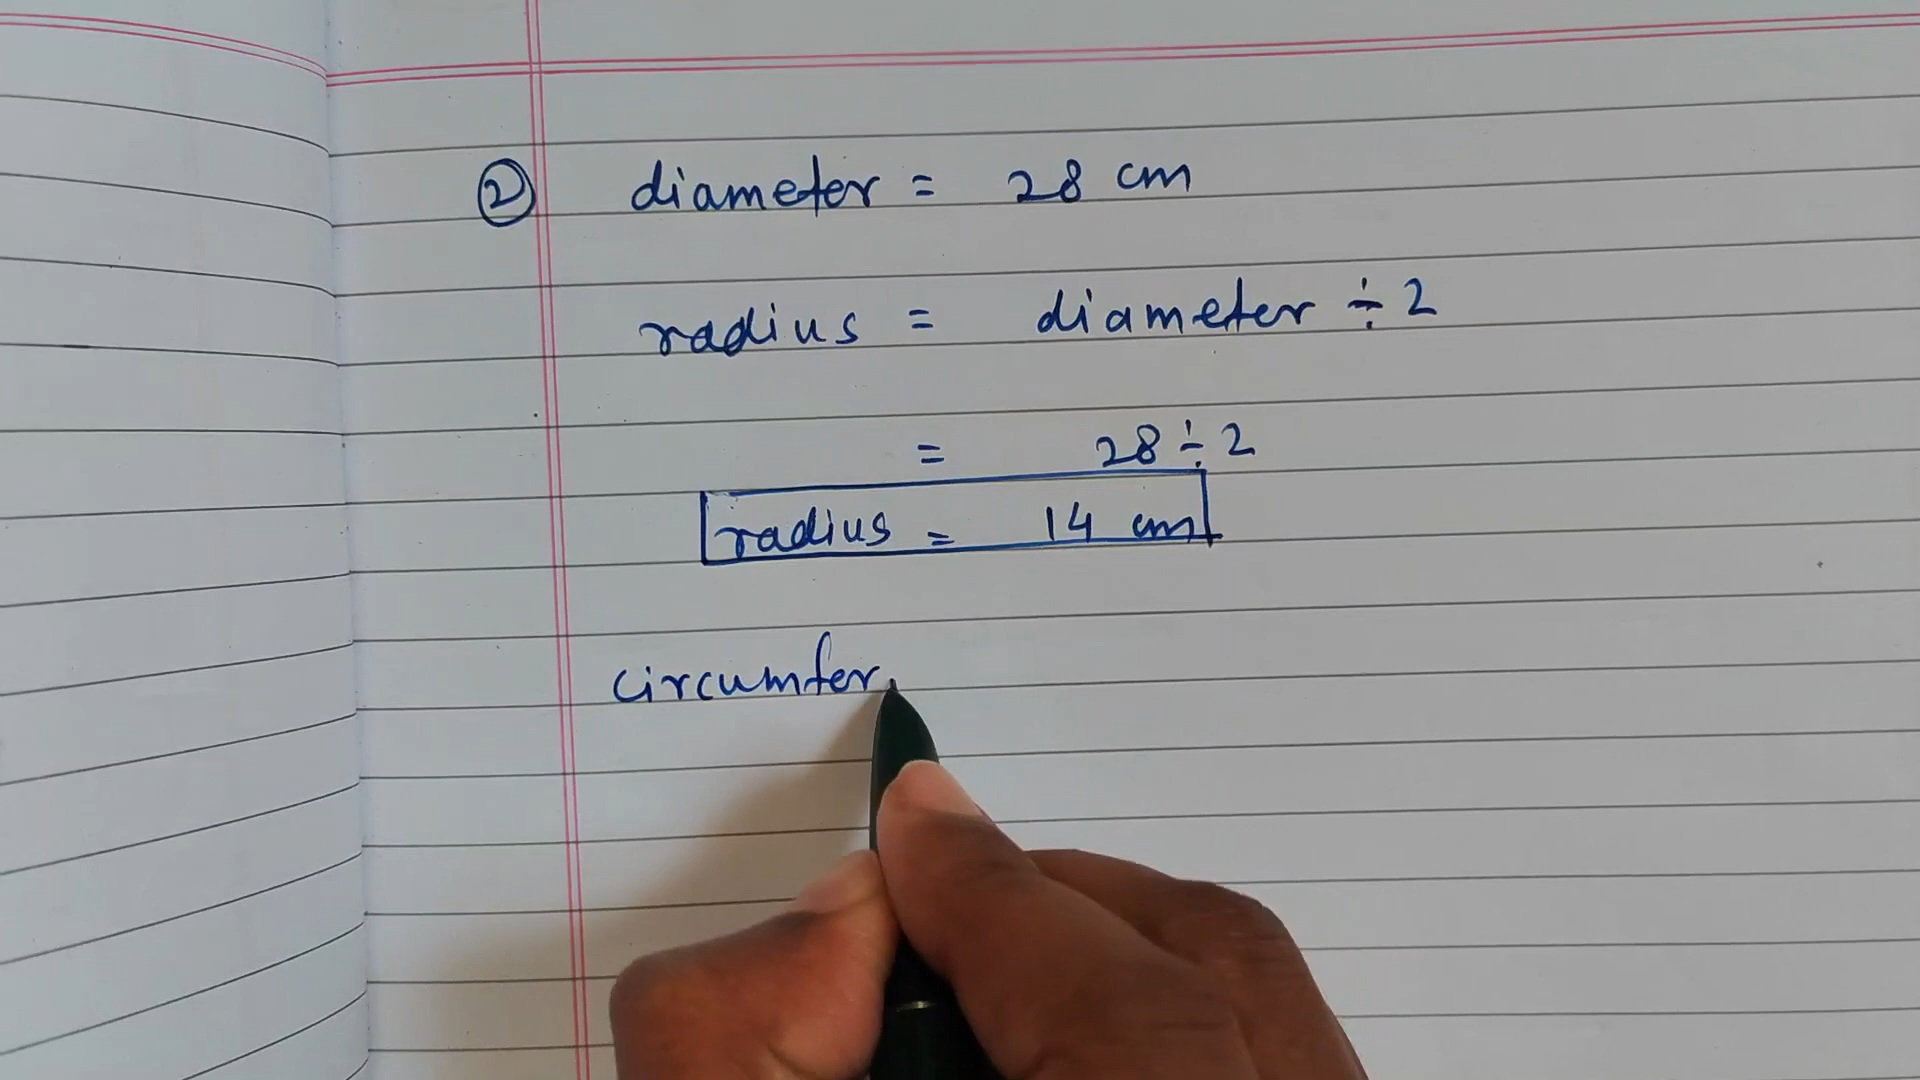 ② diameter = 28 cm
radius = diameter ÷ 2
= 28 ÷ 2
radius = 14 cm
circumfer